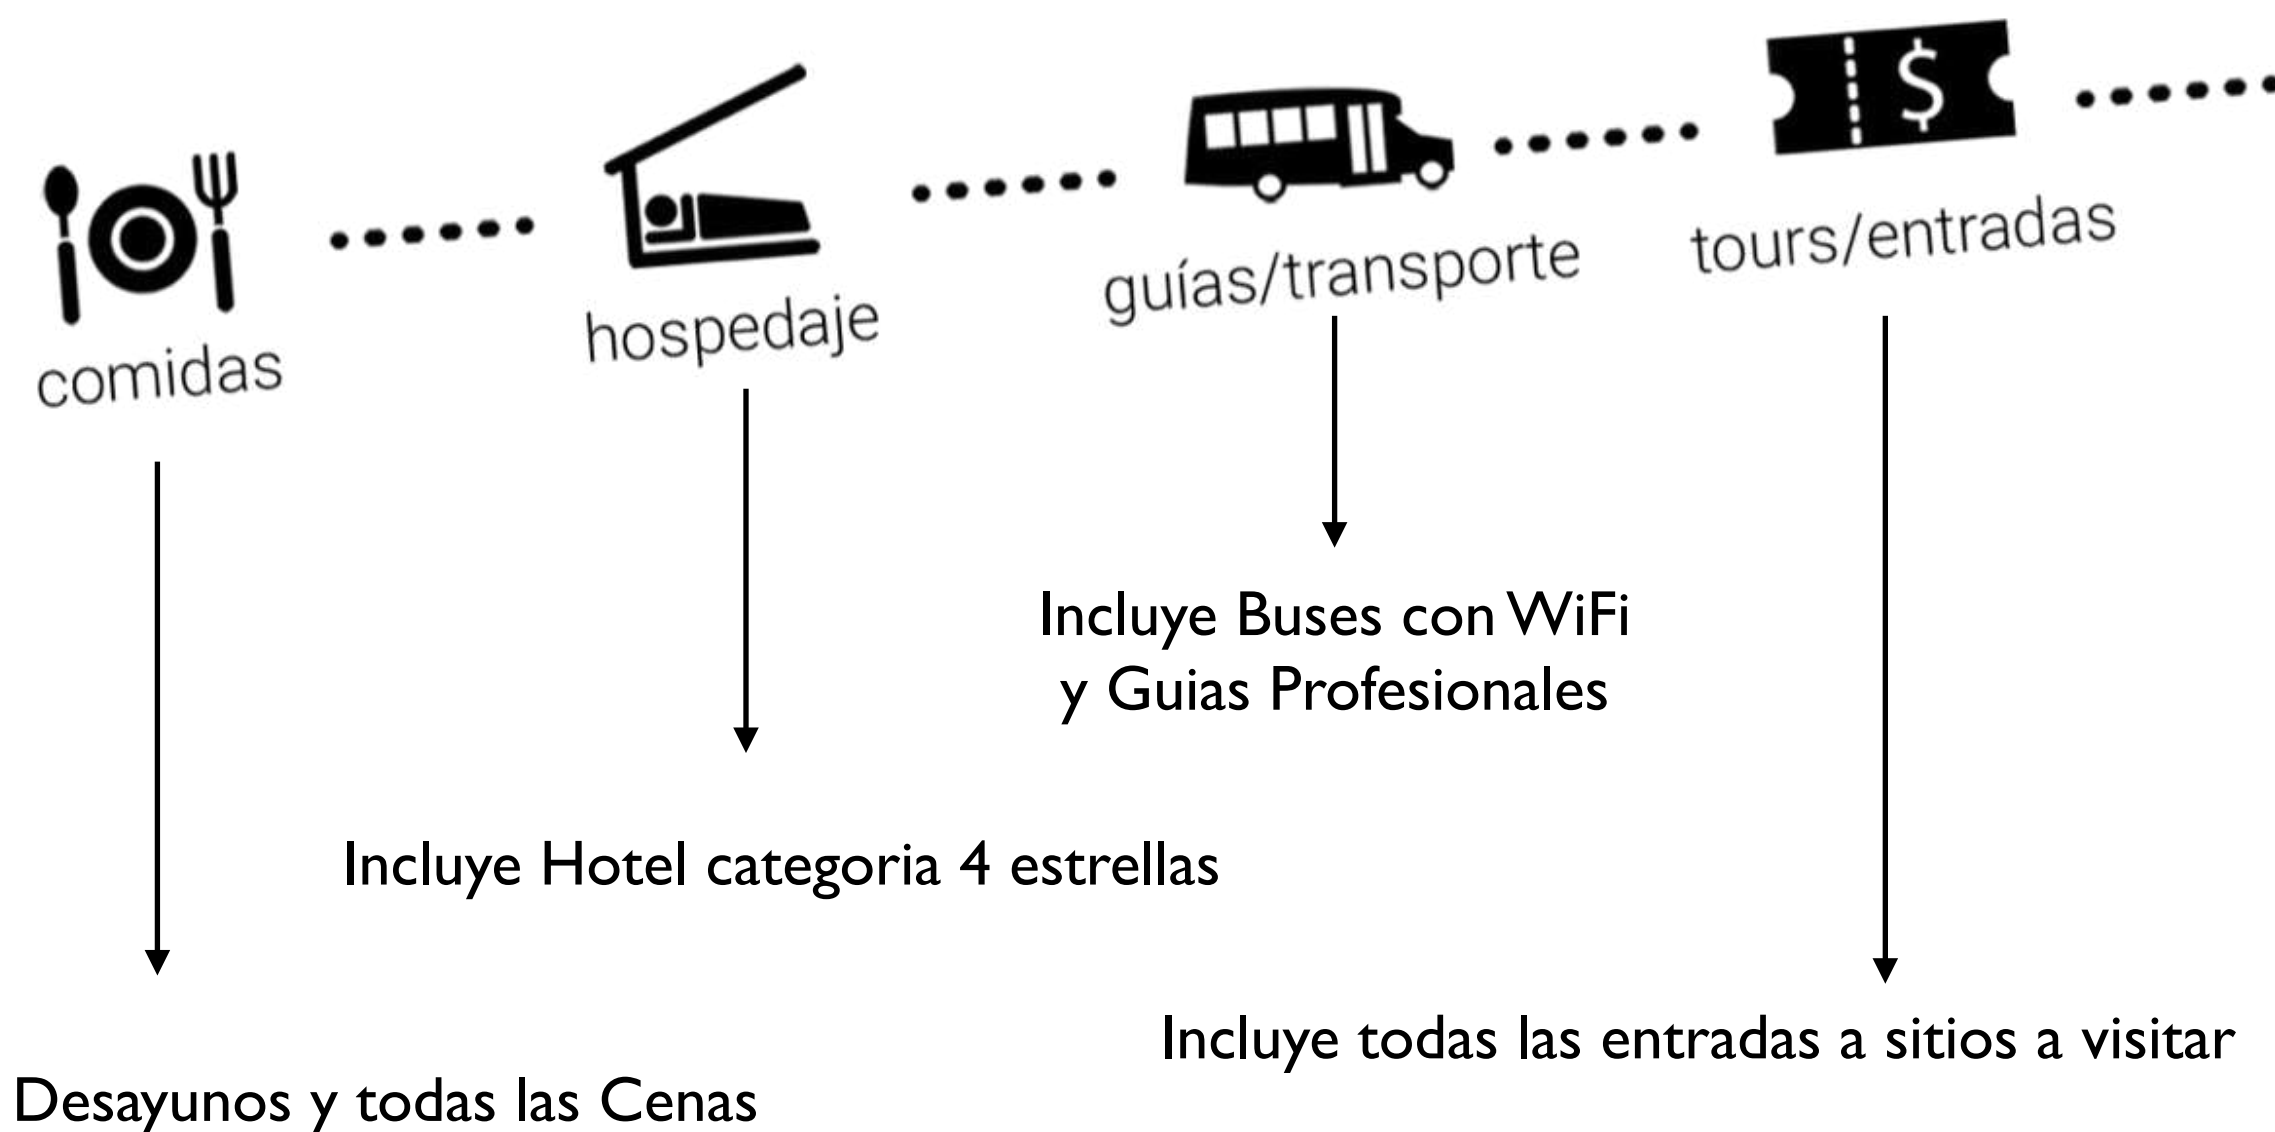 comidas
hospedaje
guías/transporte
tours/entradas
Incluye Buses con WiFi
y Guias Profesionales
Incluye Hotel categoria 4 estrellas
Incluye todas las entradas a sitios a visitar
Desayunos y todas las Cenas
$